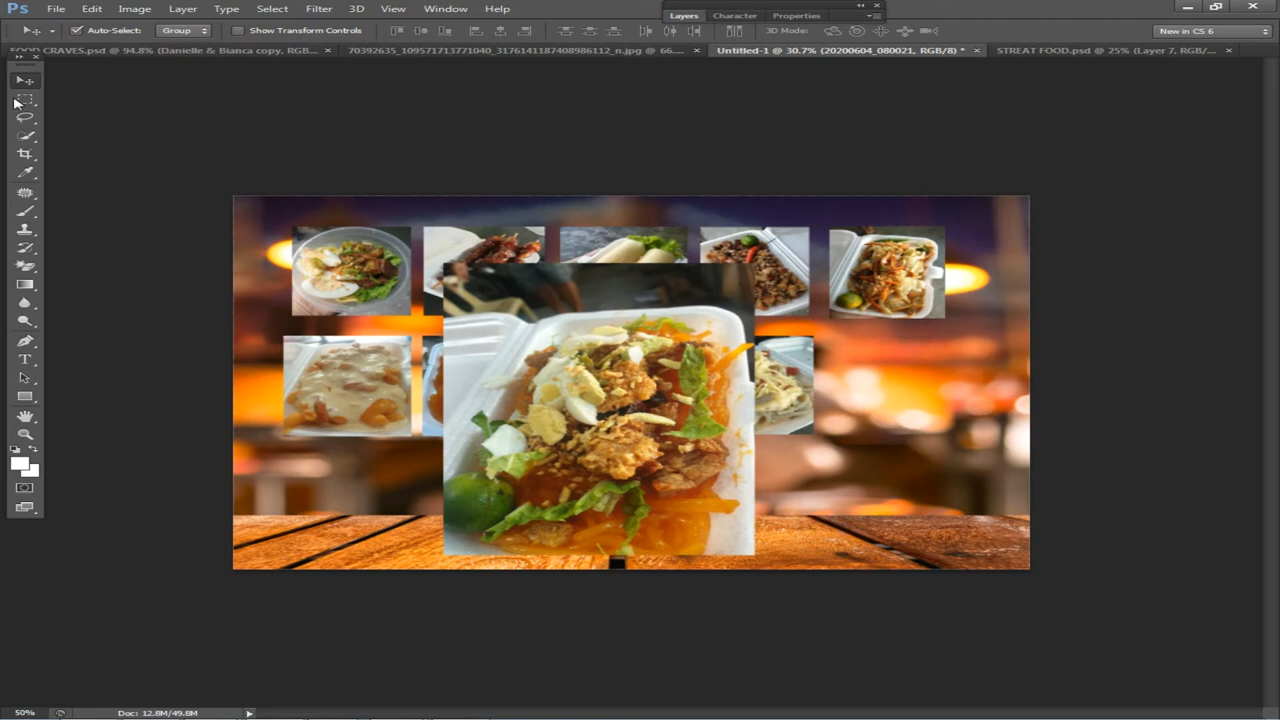 Ps File Edit Image Layer Type Select Filter 3D View Window Help
Layers Character Properties
Auto-Select: Group Show Transform Controls 3D Mode: New in CS 6
FOOD CRAVES.psd @ 94.8% (Danielle & Bianca copy, RGB... × 70392635_109571713771040_3176141187408986112_n.jpg @ 66.... × Untitled-1 @ 30.7% (20200604_080021, RGB/8) * × STREAT FOOD.psd @ 25% (Layer 7, RGB/... ×
T
50% Doc: 12.8M/49.8M